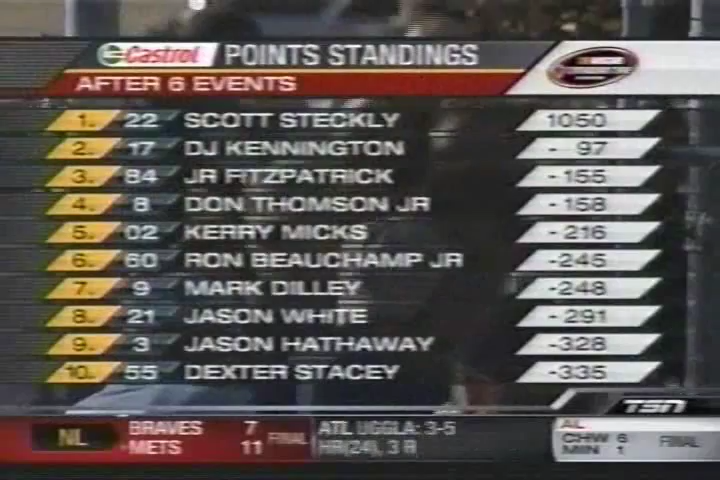 Castrol POINTS STANDINGS
AFTER 6 EVENTS
1. 22 SCOTT STECKLY 1050
2. 17 DJ KENNINGTON - 97
3. 84 JR FITZPATRICK -155
4. 8 DON THOMSON JR -158
5. 02 KERRY MICKS -216
6. 60 RON BEAUCHAMP JR -245
7. 9 MARK DILLEY -248
8. 21 JASON WHITE -291
9. 3 JASON HATHAWAY -328
10. 55 DEXTER STACEY -335
TSN
NL BRAVES 7 METS 11 FINAL
ATL UGGLA: 3-5
HR(24), 3 R
AL
CHW 6
MIN 1
FINAL